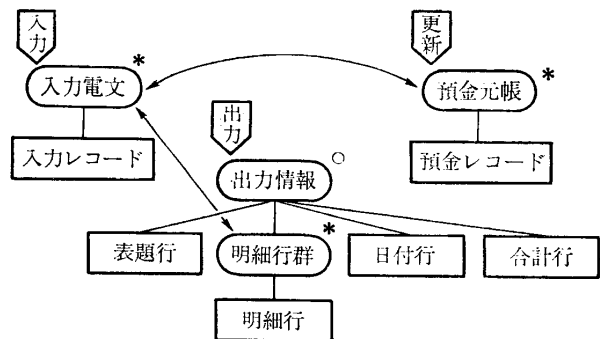 入力
更新
入力電文
*
預金元帳
*
入力レコード
出力
預金レコード
出力情報
○
表題行
明細行群
*
日付行
合計行
明細行